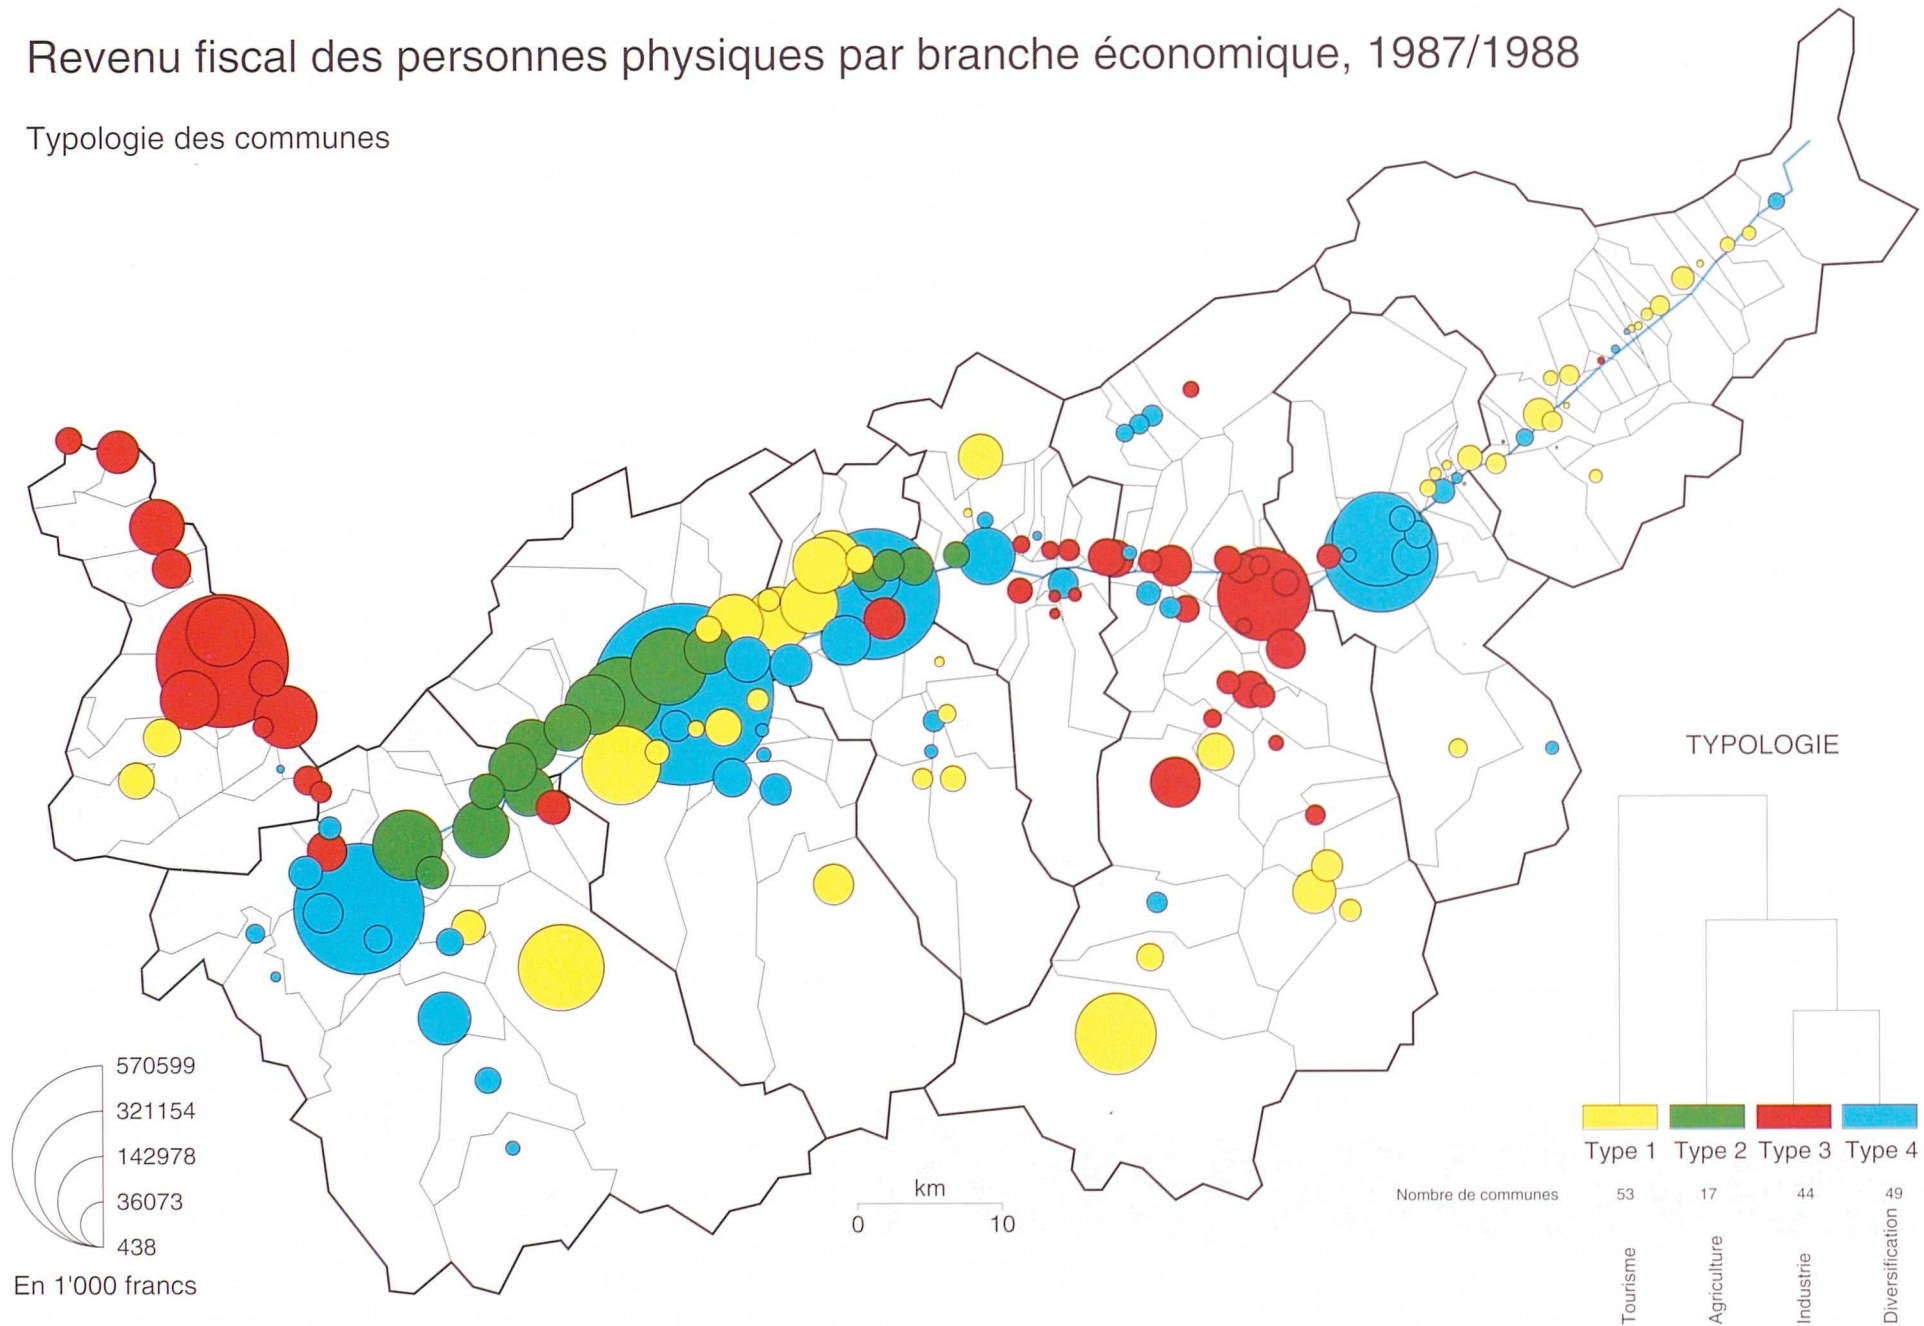 Revenu fiscal des personnes physiques par branche économique, 1987/1988
Typologie des communes
TYPOLOGIE
570599
321154
142978
36073
438
En 1'000 francs
km
0 10
Type 1 Type 2 Type 3 Type 4
Nombre de communes 53 17 44 49
Tourisme
Agriculture
Industrie
Diversification